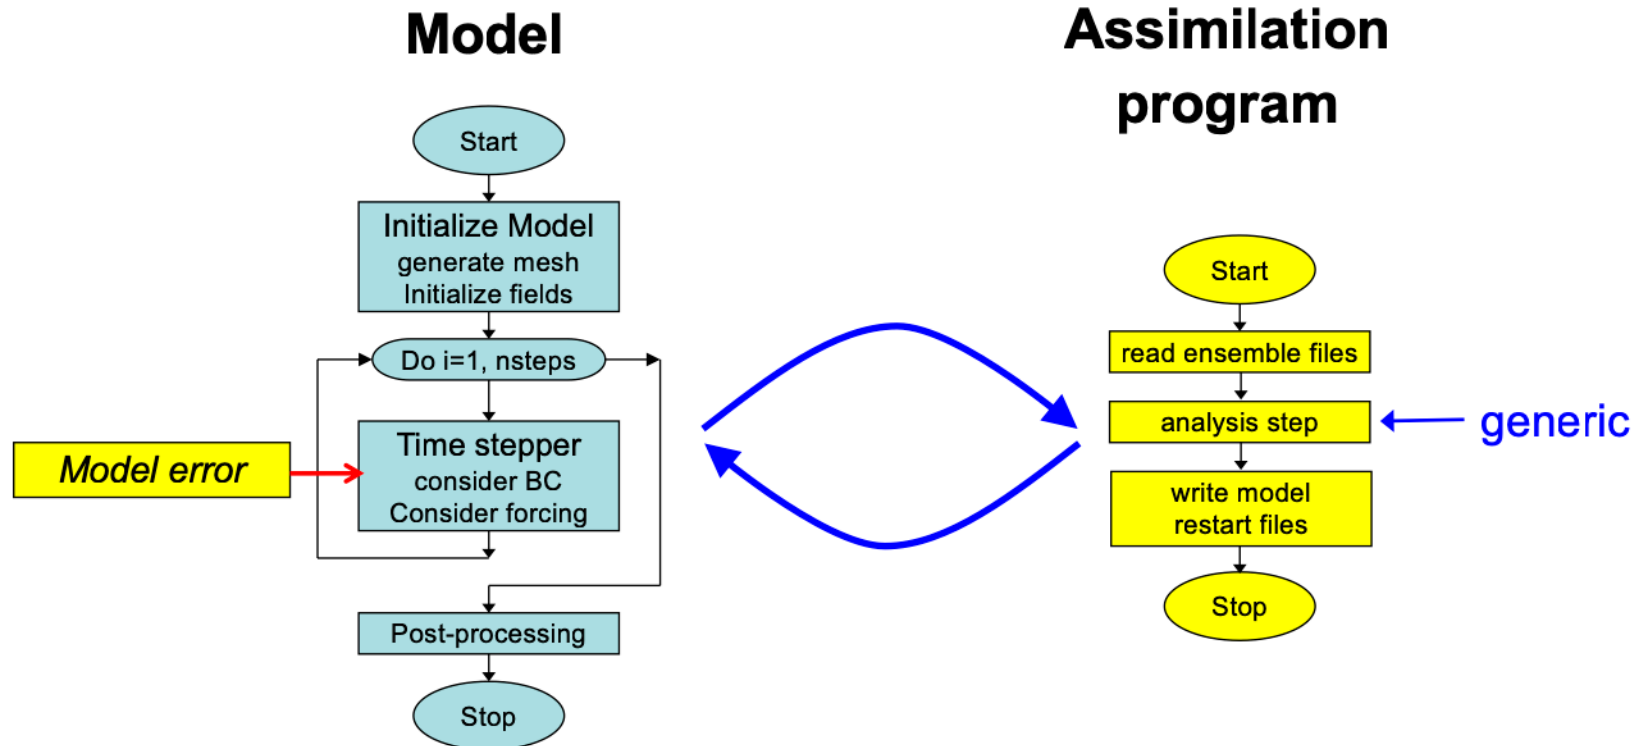 Model
Start
Initialize Model
generate mesh
Initialize fields
Do i=1, nsteps
Time stepper
consider BC
Consider forcing
Model error
Post-processing
Stop
Assimilation
program
Start
read ensemble files
analysis step
generic
write model
restart files
Stop